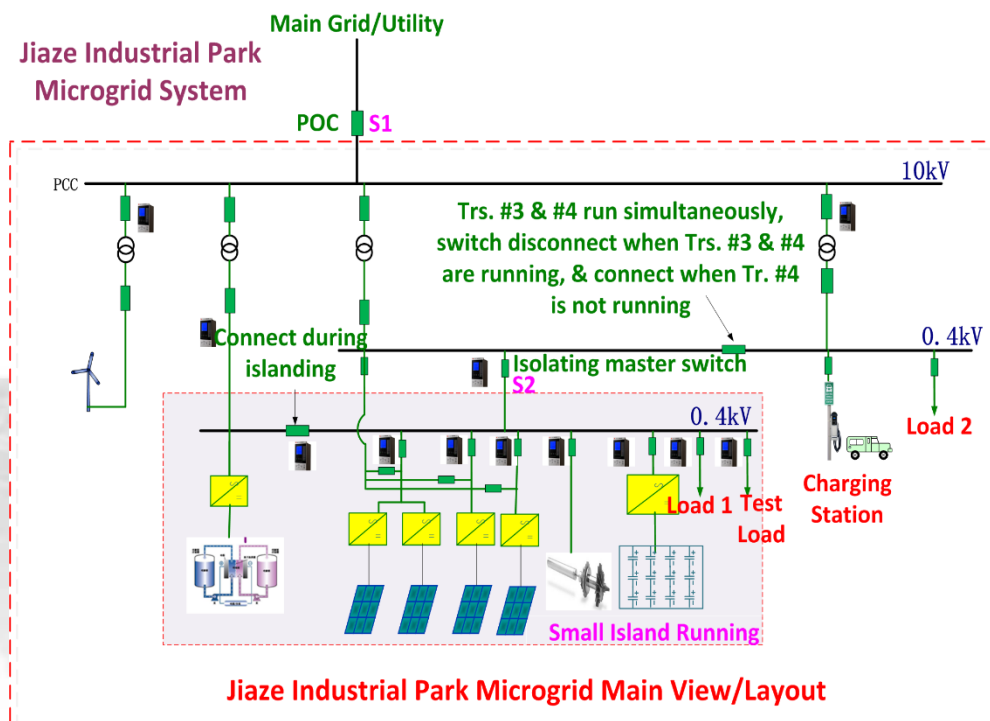 Main Grid/Utility
Jiaze Industrial Park
Microgrid System
POC
S1
PCC
10kV
Trs. #3 & #4 run simultaneously,
switch disconnect when Trs. #3 & #4
are running, & connect when Tr. #4
is not running
Connect during
islanding
0.4kV
Isolating master switch
S2
0.4kV
Load 2
Load 1
Test
Load
Charging
Station
Small Island Running
Jiaze Industrial Park Microgrid Main View/Layout